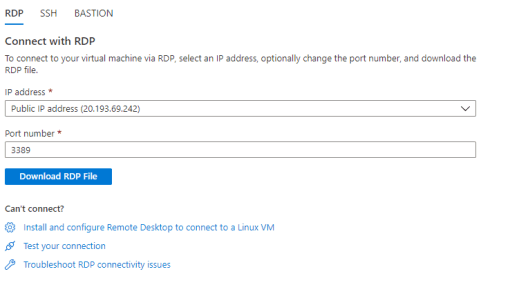 RDP SSH BASTION
Connect with RDP
To connect to your virtual machine via RDP, select an IP address, optionally change the port number, and download the
RDP file.
IP address *
Public IP address (20.193.69.242)
Port number *
3389
Download RDP File
Can't connect?
Install and configure Remote Desktop to connect to a Linux VM
Test your connection
Troubleshoot RDP connectivity issues